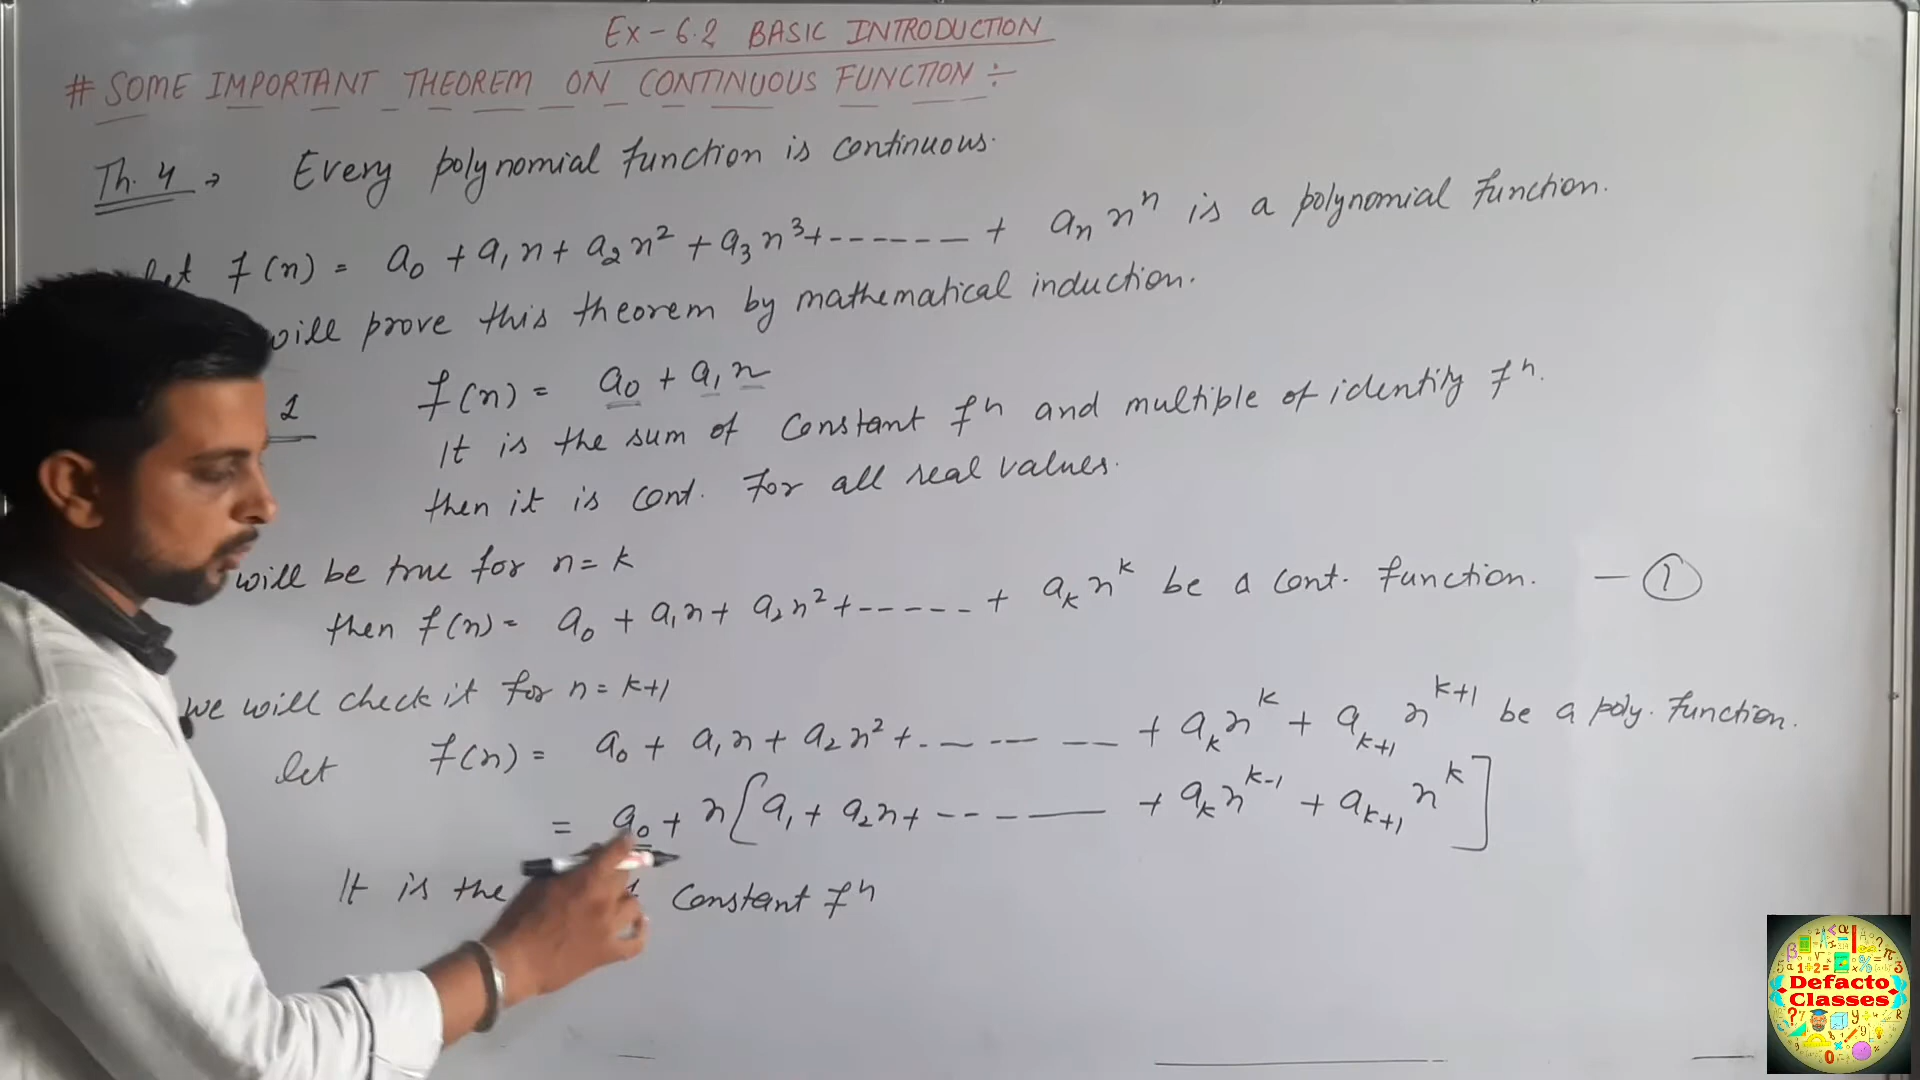 Ex - 6.2 BASIC INTRODUCTION
# SOME IMPORTANT THEOREM ON CONTINUOUS FUNCTION ÷
Th. 4 → Every polynomial function is continuous.
let f(x) = a₀ + a₁x + a₂x² + a₃x³ + ------ + aₙxⁿ is a polynomial function.
will prove this theorem by mathematical induction.
1 f(x) = a₀ + a₁x
It is the sum of constant fⁿ and multiple of identity fⁿ.
then it is cont. for all real values.
will be true for n = k
then f(x) = a₀ + a₁x + a₂x² + ----- + aₖxᵏ be a cont. function. — ①
we will check it for n = k+1
let f(x) = a₀ + a₁x + a₂x² + ------ + aₖxᵏ + aₖ₊₁xᵏ⁺¹ be a poly. function.
= a₀ + x[a₁ + a₂x + ------ + aₖxᵏ⁻¹ + aₖ₊₁xᵏ]
It is the constant fⁿ
Defacto
Classes